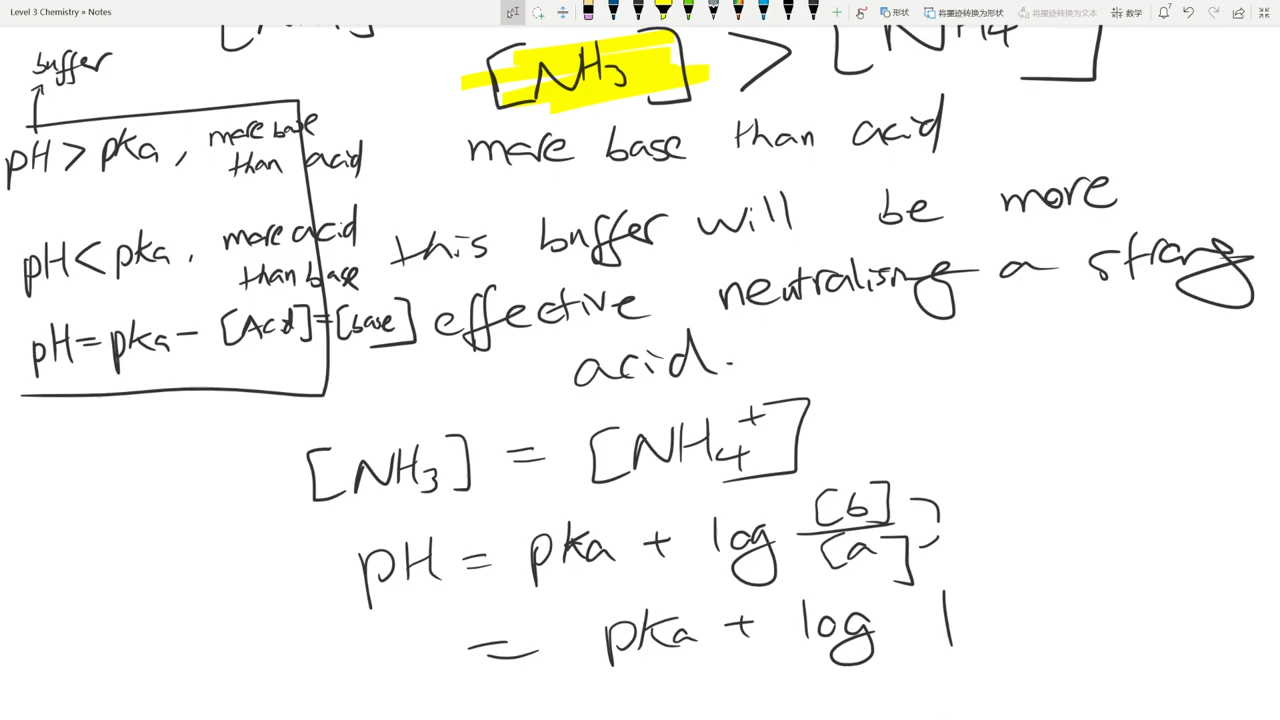 Level 3 Chemistry » Notes
形状
将墨迹转换为形状
将墨迹转换为文本
数学
buffer
[NH3] > [NH4
pH > pka, more base than acid
more base than acid
pH < pka, more acid than base
this buffer will be more
effective neutralising a strong
acid.
pH = pka - [Acid] = [base]
[NH3] = [NH4+]
pH = pka + log [b]/[a]
= pka + log 1